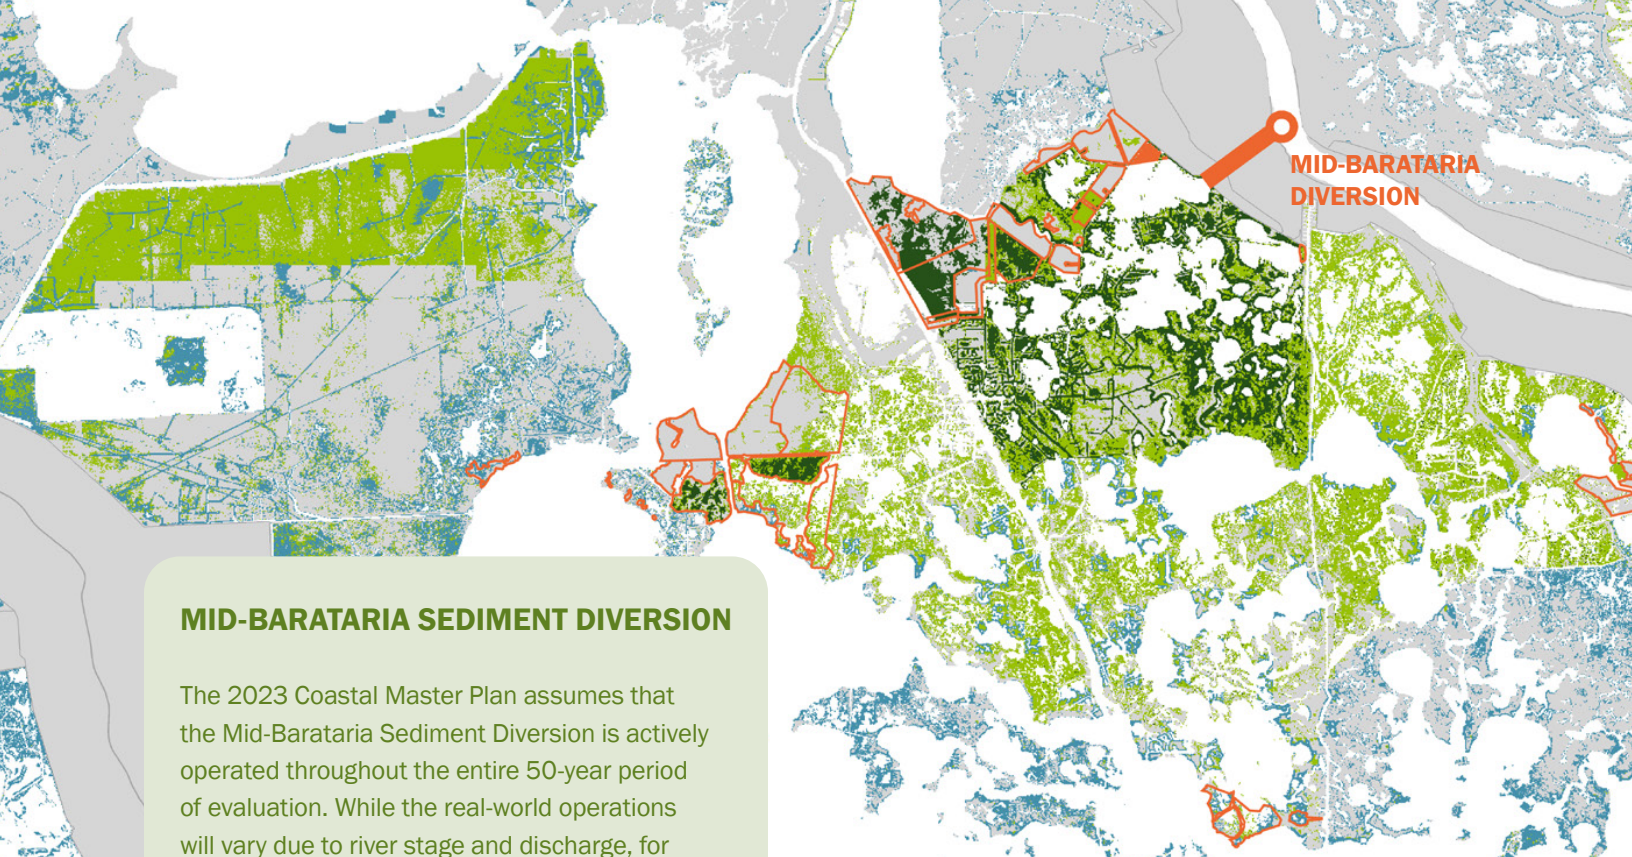 MID-BARATARIA
DIVERSION
MID-BARATARIA SEDIMENT DIVERSION
The 2023 Coastal Master Plan assumes that
the Mid-Barataria Sediment Diversion is actively
operated throughout the entire 50-year period
of evaluation. While the real-world operations
will vary due to river stage and discharge, for